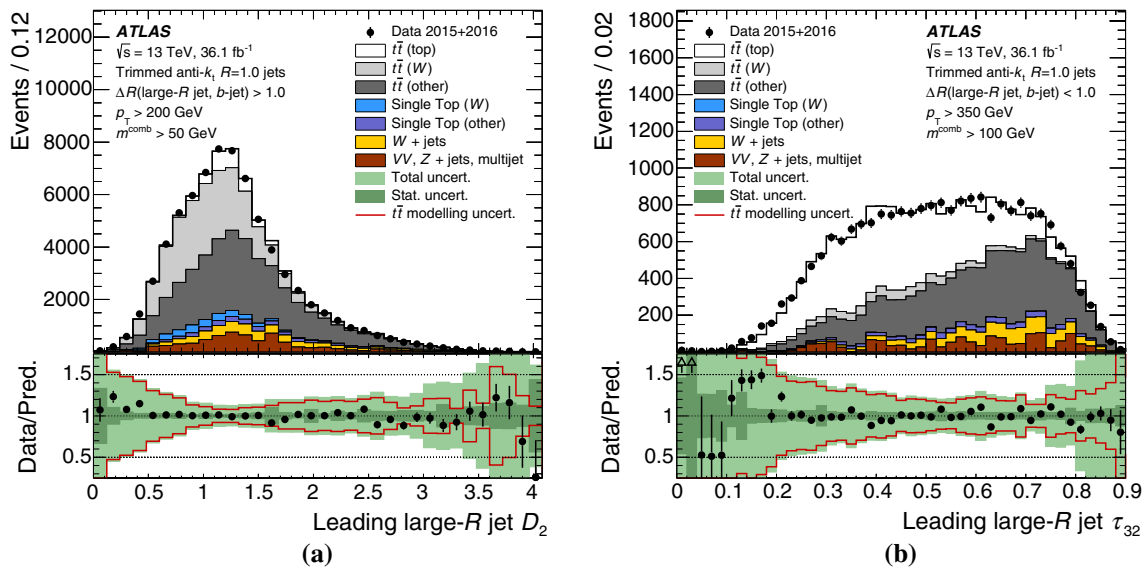 Events / 0.12
12000
10000
8000
6000
4000
2000
ATLAS
√s = 13 TeV, 36.1 fb⁻¹
Trimmed anti-kₜ R=1.0 jets
ΔR(large-R jet, b-jet) > 1.0
p_T > 200 GeV
m^comb > 50 GeV
Data 2015+2016
tt̄ (top)
tt̄ (W)
tt̄ (other)
Single Top (W)
Single Top (other)
W + jets
VV, Z + jets, multijet
Total uncert.
Stat. uncert.
tt̄ modelling uncert.
Data/Pred.
1.5
1
0.5
0 0.5 1 1.5 2 2.5 3 3.5 4
Leading large-R jet D₂
(a)
Events / 0.02
1800
1600
1400
1200
1000
800
600
400
200
0
Data 2015+2016
tt̄ (top)
tt̄ (W)
tt̄ (other)
Single Top (W)
Single Top (other)
W + jets
VV, Z + jets, multijet
Total uncert.
Stat. uncert.
tt̄ modelling uncert.
ATLAS
√s = 13 TeV, 36.1 fb⁻¹
Trimmed anti-kₜ R=1.0 jets
ΔR(large-R jet, b-jet) < 1.0
p_T > 350 GeV
m^comb > 100 GeV
Data/Pred.
1.5
1
0.5
0 0.1 0.2 0.3 0.4 0.5 0.6 0.7 0.8 0.9
Leading large-R jet τ₃₂
(b)